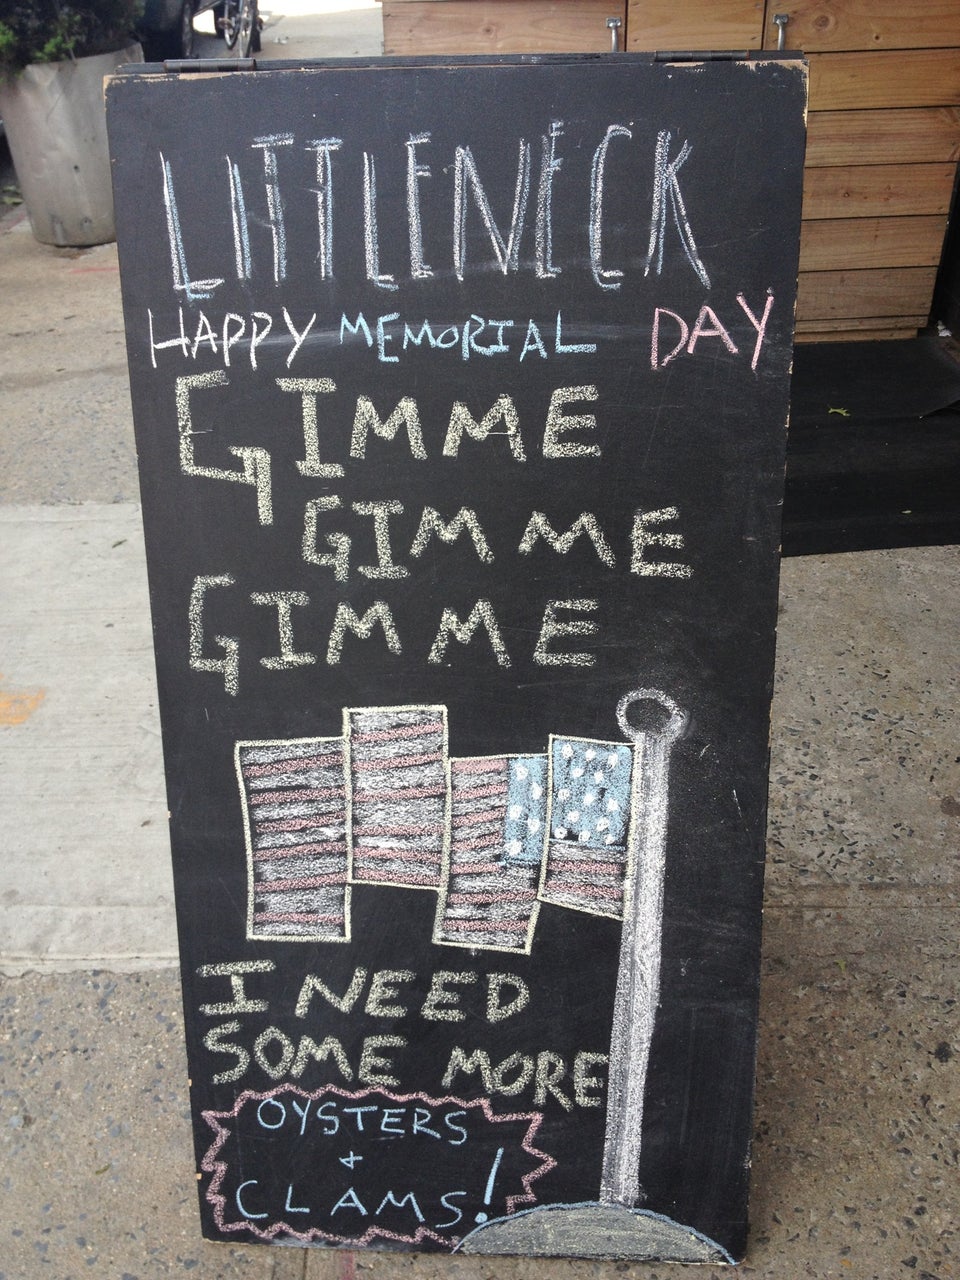 LITTLENECK
HAPPY MEMORIAL DAY
GIMME
GIMME
GIMME
I NEED
SOME MORE
OYSTERS
+
CLAMS!